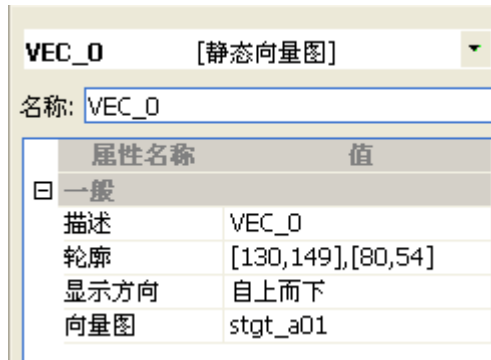 VEC_0 [静态向量图]
名称: VEC_0
属性名称 值
一般
描述 VEC_0
轮廓 [130,149],[80,54]
显示方向 自上而下
向量图 stgt_a01